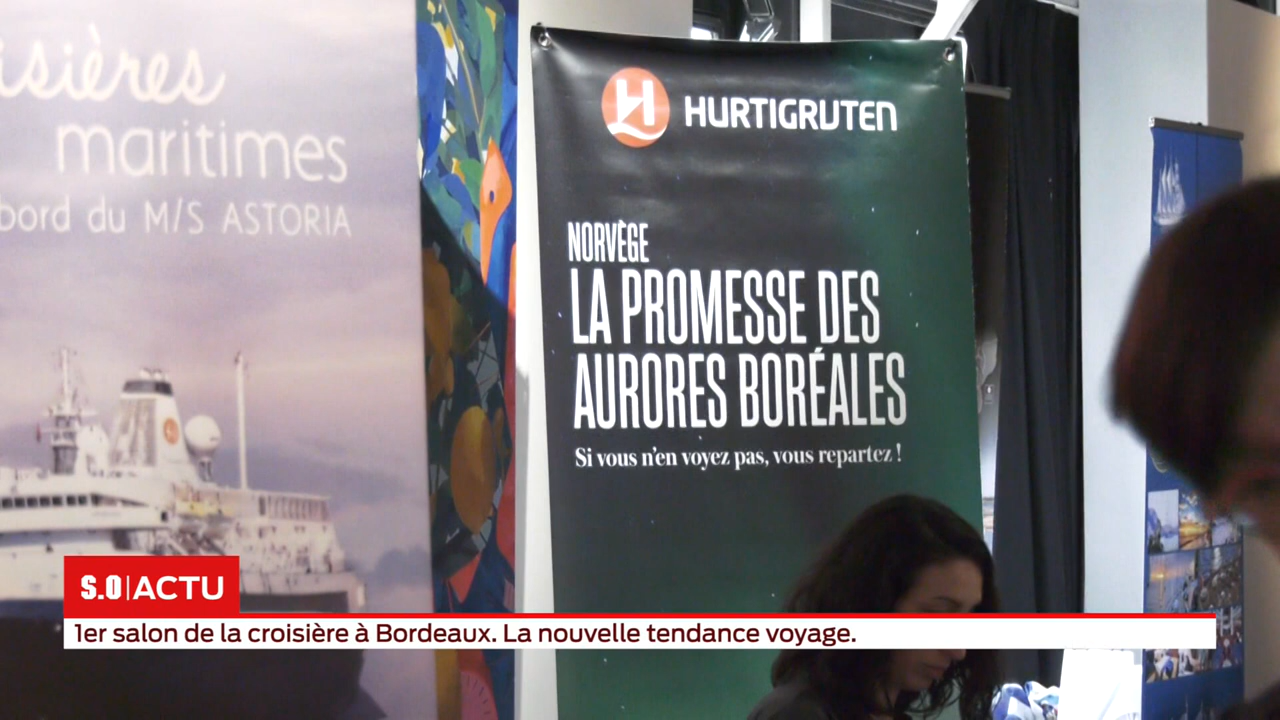 maritimes
bord du M/S ASTORIA
HURTIGRUTEN
NORVÈGE
LA PROMESSE DES
AURORES BORÉALES
Si vous n'en voyez pas, vous repartez !
S.O|ACTU
1er salon de la croisière à Bordeaux. La nouvelle tendance voyage.